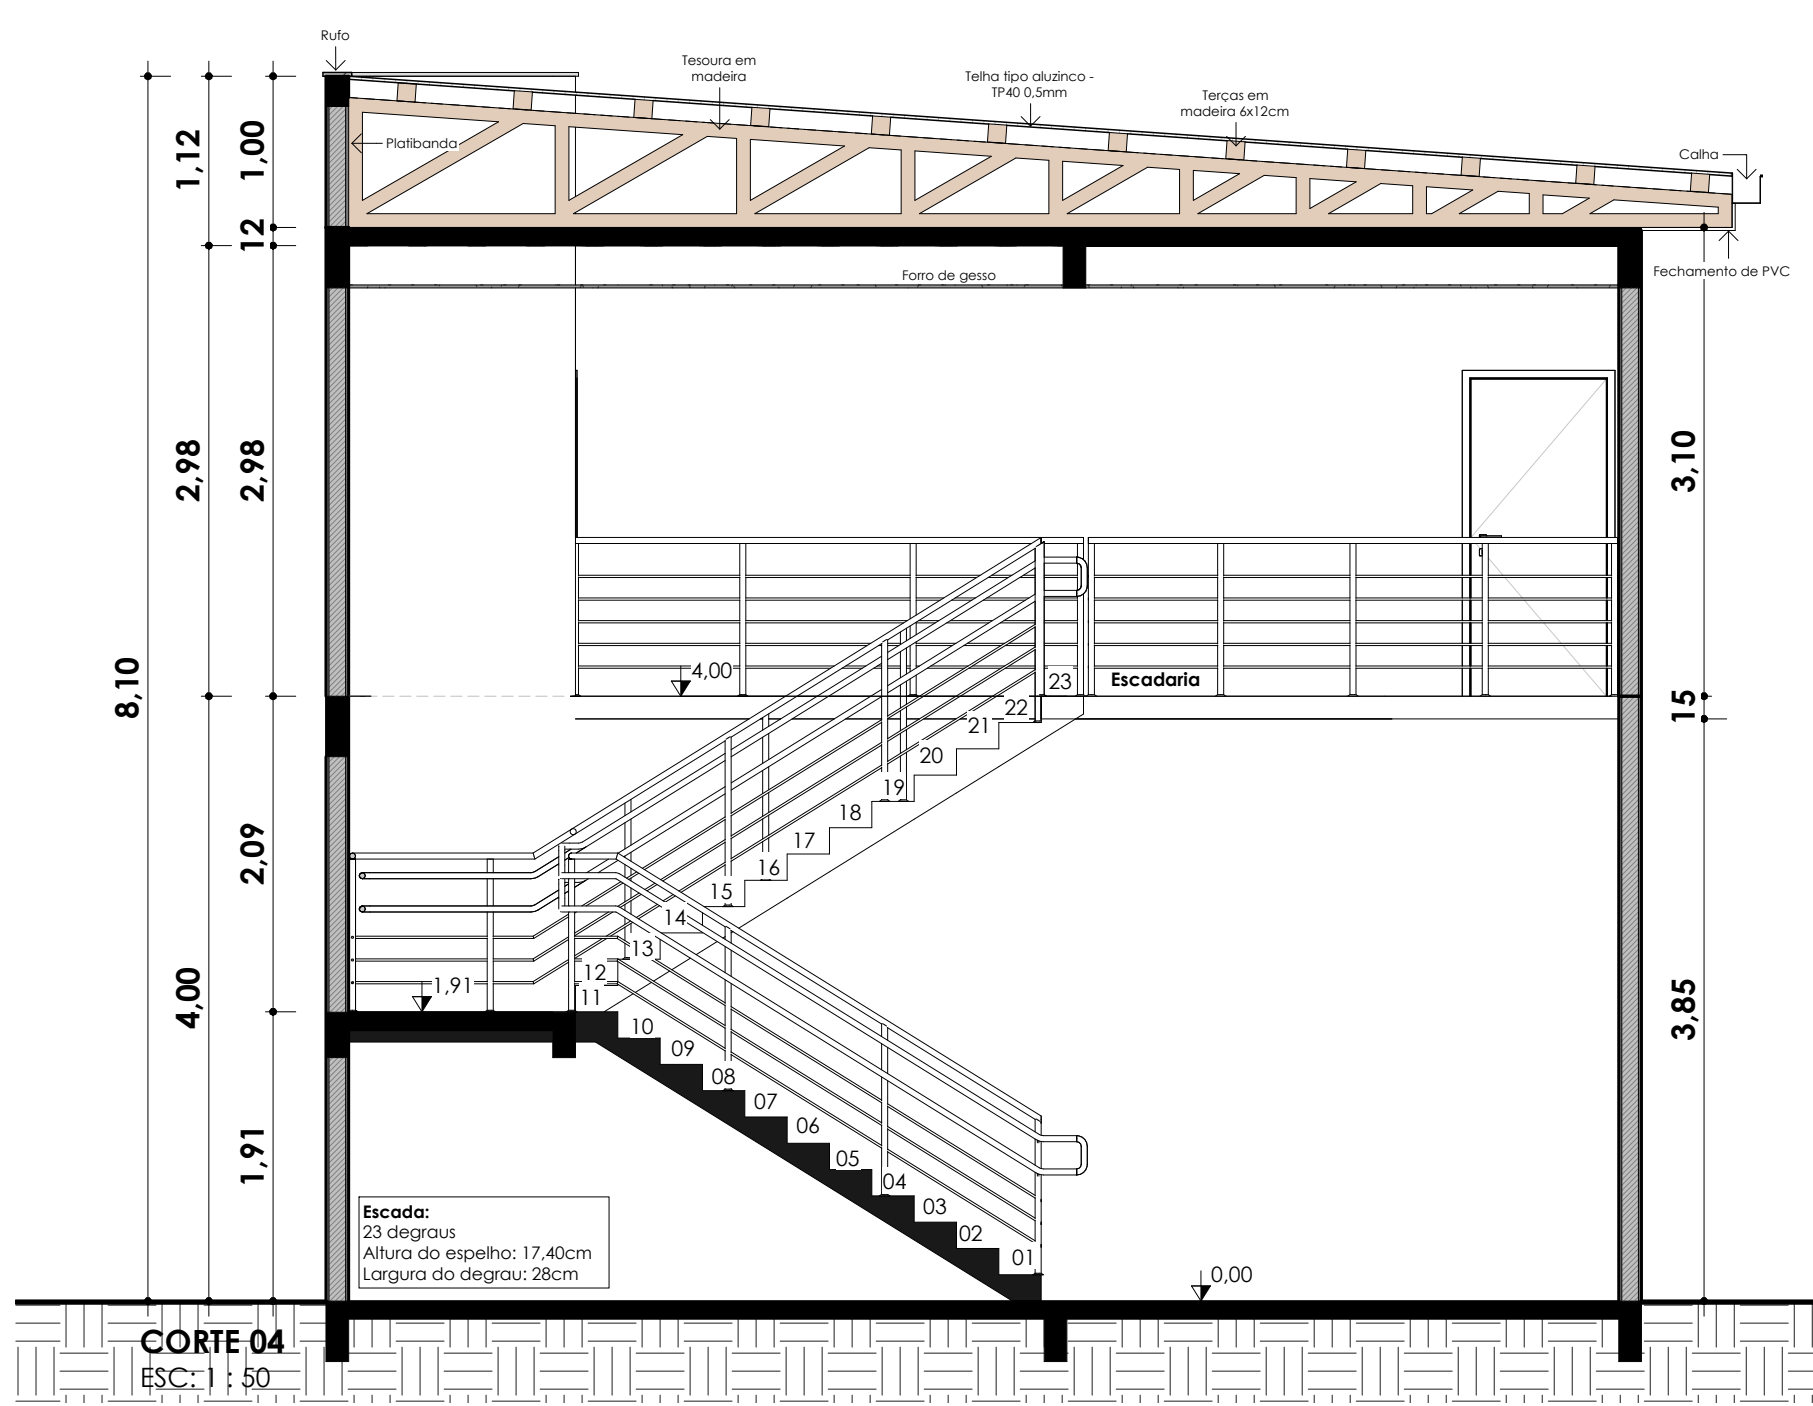 Rufo
Tesoura em
madeira
Telha tipo aluzinco -
TP40 0,5mm
Terças em
madeira 6x12cm
Calha
Platibanda
1,12
1,00
12
Forro de gesso
Fechamento de PVC
2,98
2,98
3,10
8,10
4,00
23
Escadaria
22
21
15
20
19
18
17
16
15
14
13
12
11
2,09
4,00
1,91
3,85
10
09
08
07
06
05
04
03
02
01
1,91
Escada:
23 degraus
Altura do espelho: 17,40cm
Largura do degrau: 28cm
0,00
CORTE 04
ESC: 1 : 50